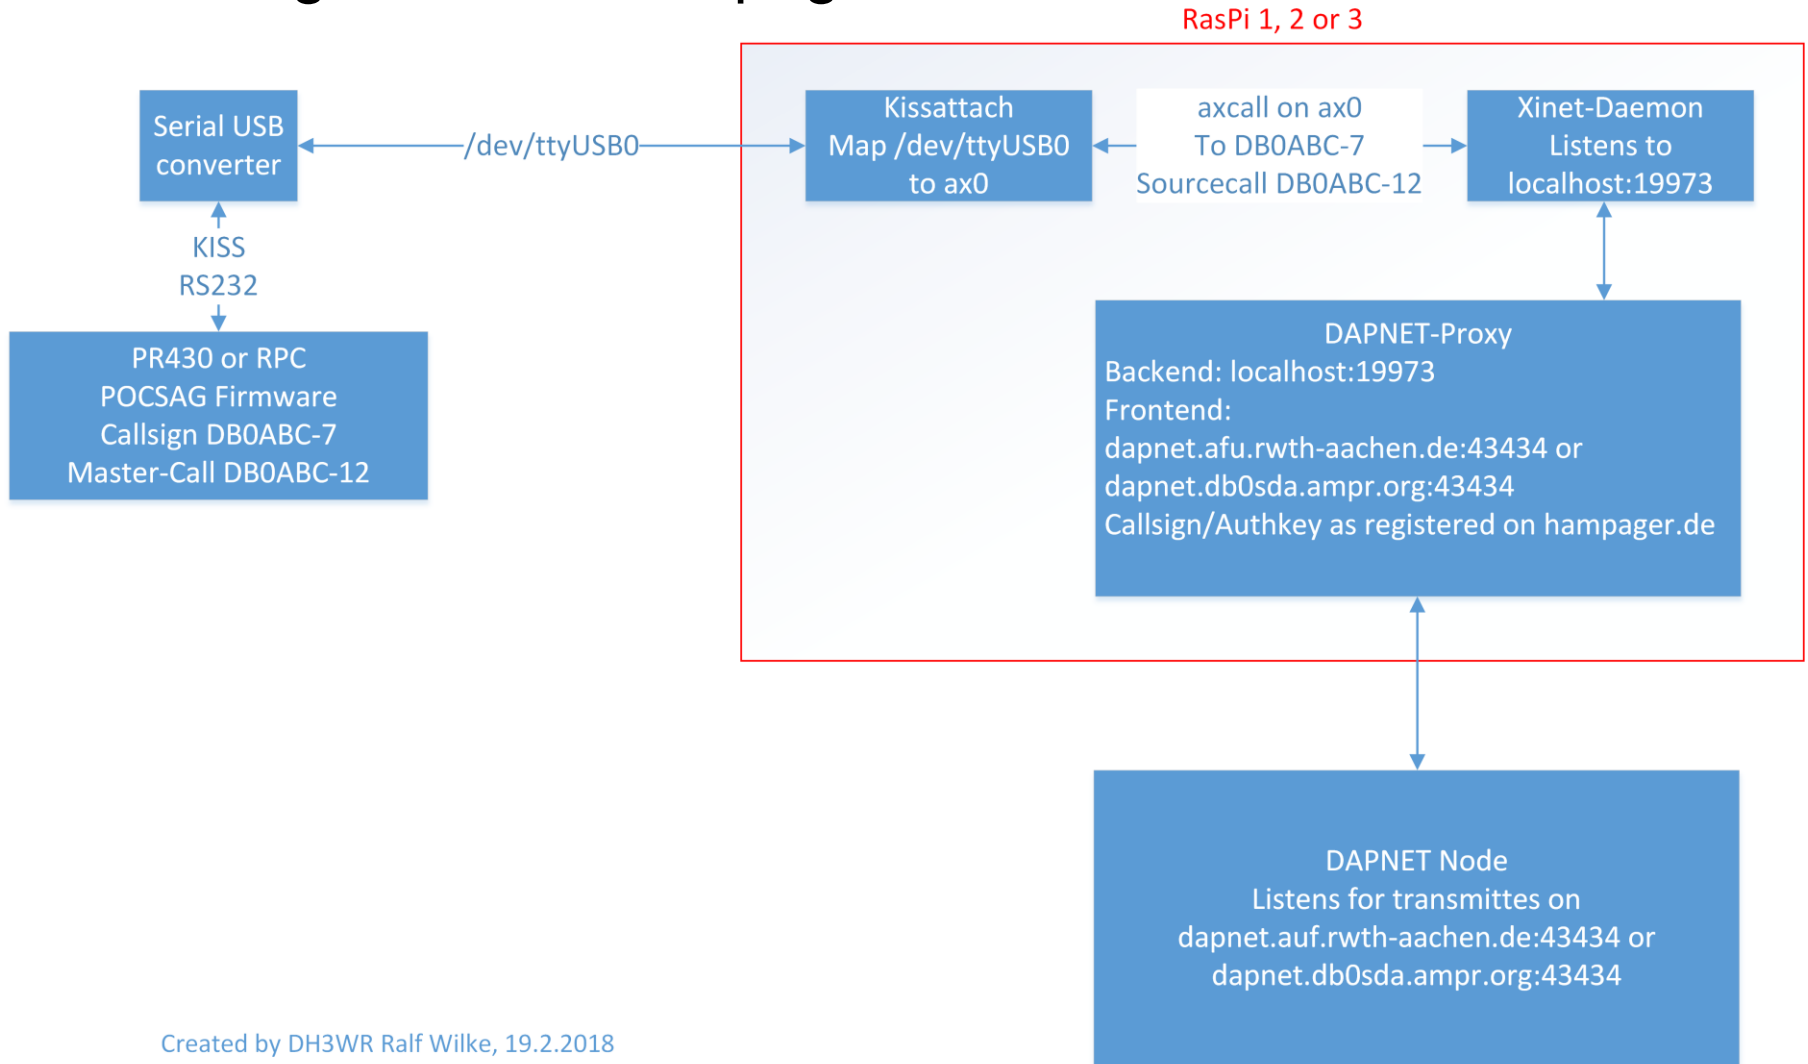 RasPi 1, 2 or 3
Serial USB
converter
/dev/ttyUSB0
Kissattach
Map /dev/ttyUSB0
to ax0
axcall on ax0
To DB0ABC-7
Sourcecall DB0ABC-12
Xinet-Daemon
Listens to
localhost:19973
KISS
RS232
PR430 or RPC
POCSAG Firmware
Callsign DB0ABC-7
Master-Call DB0ABC-12
DAPNET-Proxy
Backend: localhost:19973
Frontend:
dapnet.afu.rwth-aachen.de:43434 or
dapnet.db0sda.ampr.org:43434
Callsign/Authkey as registered on hampager.de
DAPNET Node
Listens for transmittes on
dapnet.auf.rwth-aachen.de:43434 or
dapnet.db0sda.ampr.org:43434
Created by DH3WR Ralf Wilke, 19.2.2018